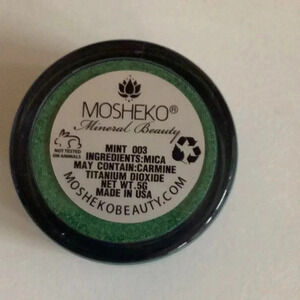 MOSHEKO®
Mineral Beauty
NOT TESTED
ON ANIMALS
MINT 003
INGREDIENTS:MICA
MAY CONTAIN:CARMINE
TITANIUM DIOXIDE
NET WT.5G
MADE IN USA
MOSHEKOBEAUTY.COM